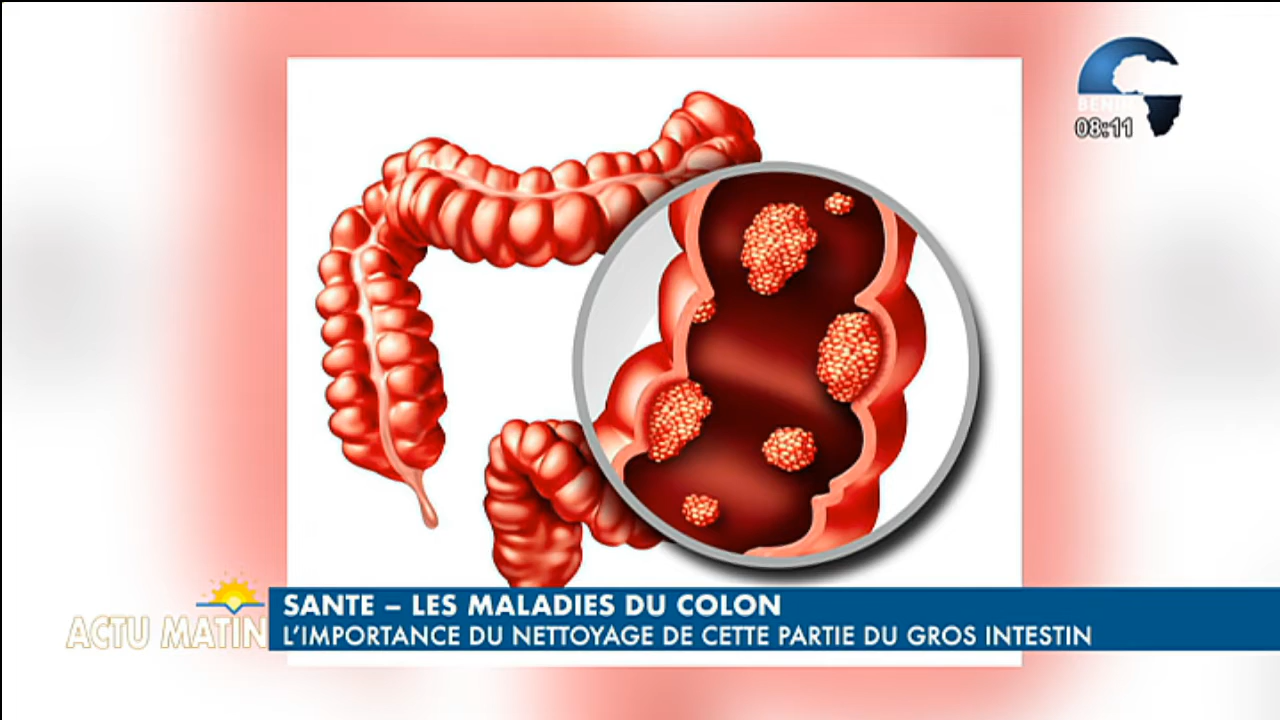 BENIN
08:11
SANTE – LES MALADIES DU COLON
ACTU MATIN
L'IMPORTANCE DU NETTOYAGE DE CETTE PARTIE DU GROS INTESTIN